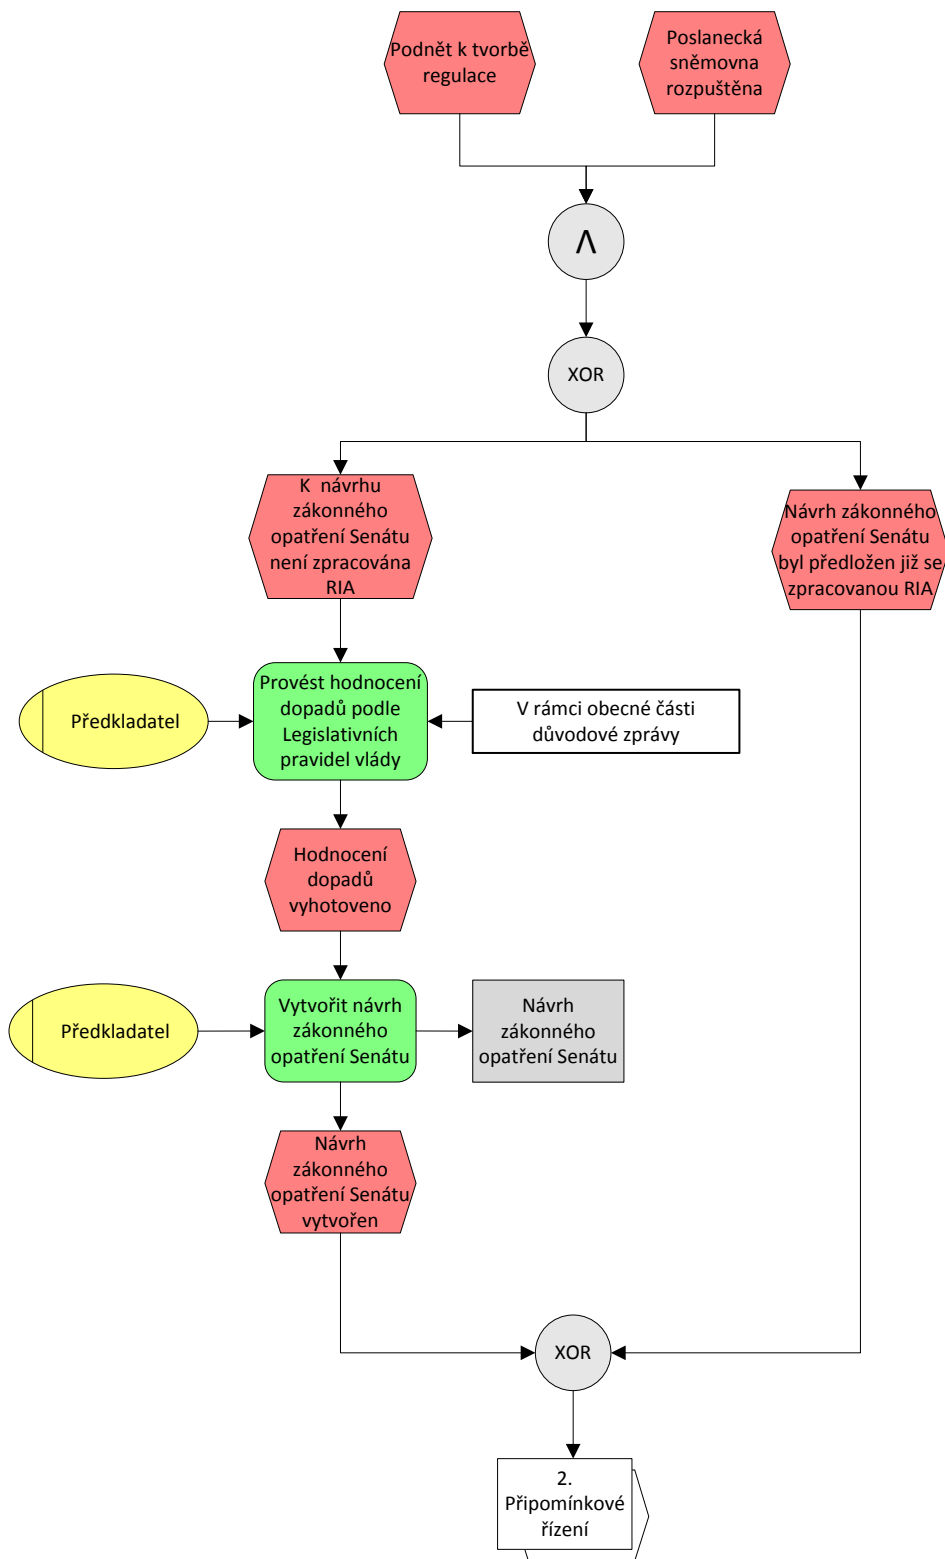 Podnět k tvorbě
regulace
Poslanecká
sněmovna
rozpuštěna
Λ
XOR
K návrhu
zákonného
opatření Senátu
není zpracována
RIA
Návrh zákonného
opatření Senátu
byl předložen již se
zpracovanou RIA
Předkladatel
Provést hodnocení
dopadů podle
Legislativních
pravidel vlády
V rámci obecné části
důvodové zprávy
Hodnocení
dopadů
vyhotoveno
Předkladatel
Vytvořit návrh
zákonného
opatření Senátu
Návrh
zákonného
opatření Senátu
Návrh
zákonného
opatření Senátu
vytvořen
XOR
2.
Připomínkové
řízení